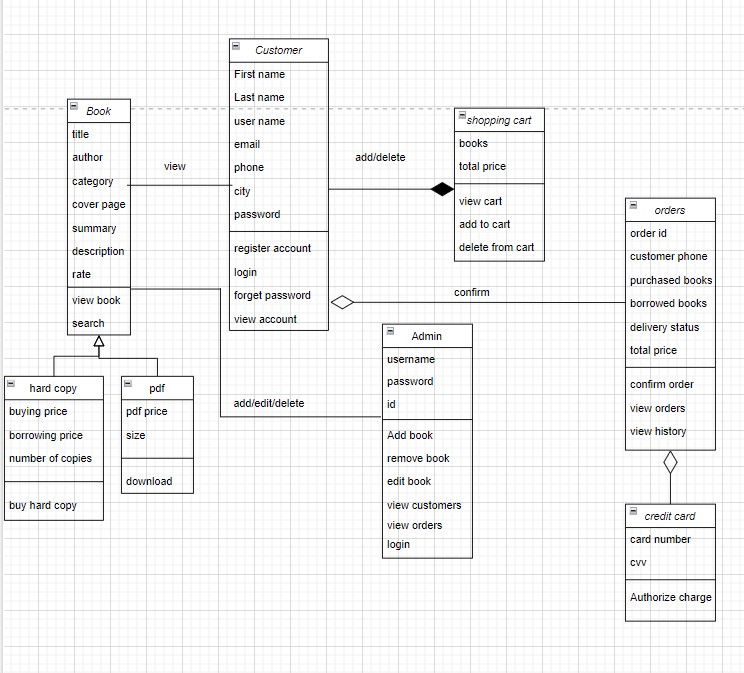 Customer
First name
Last name
user name
email
phone
city
password
register account
login
forget password
view account
Book
title
author
category
cover page
summary
description
rate
view book
search
view
add/delete
shopping cart
books
total price
view cart
add to cart
delete from cart
orders
order id
customer phone
purchased books
borrowed books
delivery status
total price
confirm order
view orders
view history
confirm
Admin
username
password
id
Add book
remove book
edit book
view customers
view orders
login
add/edit/delete
hard copy
buying price
borrowing price
number of copies
buy hard copy
pdf
pdf price
size
download
credit card
card number
cvv
Authorize charge